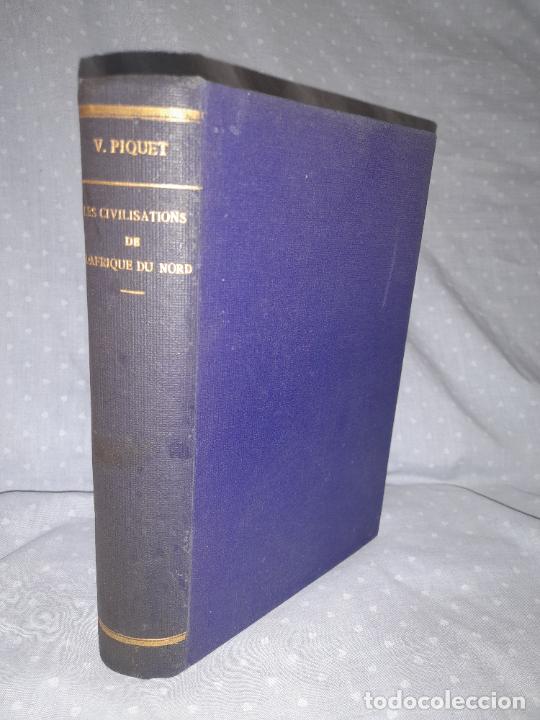 V. PIQUET
LES CIVILISATIONS
DE
L'AFRIQUE DU NORD
todocoleccion